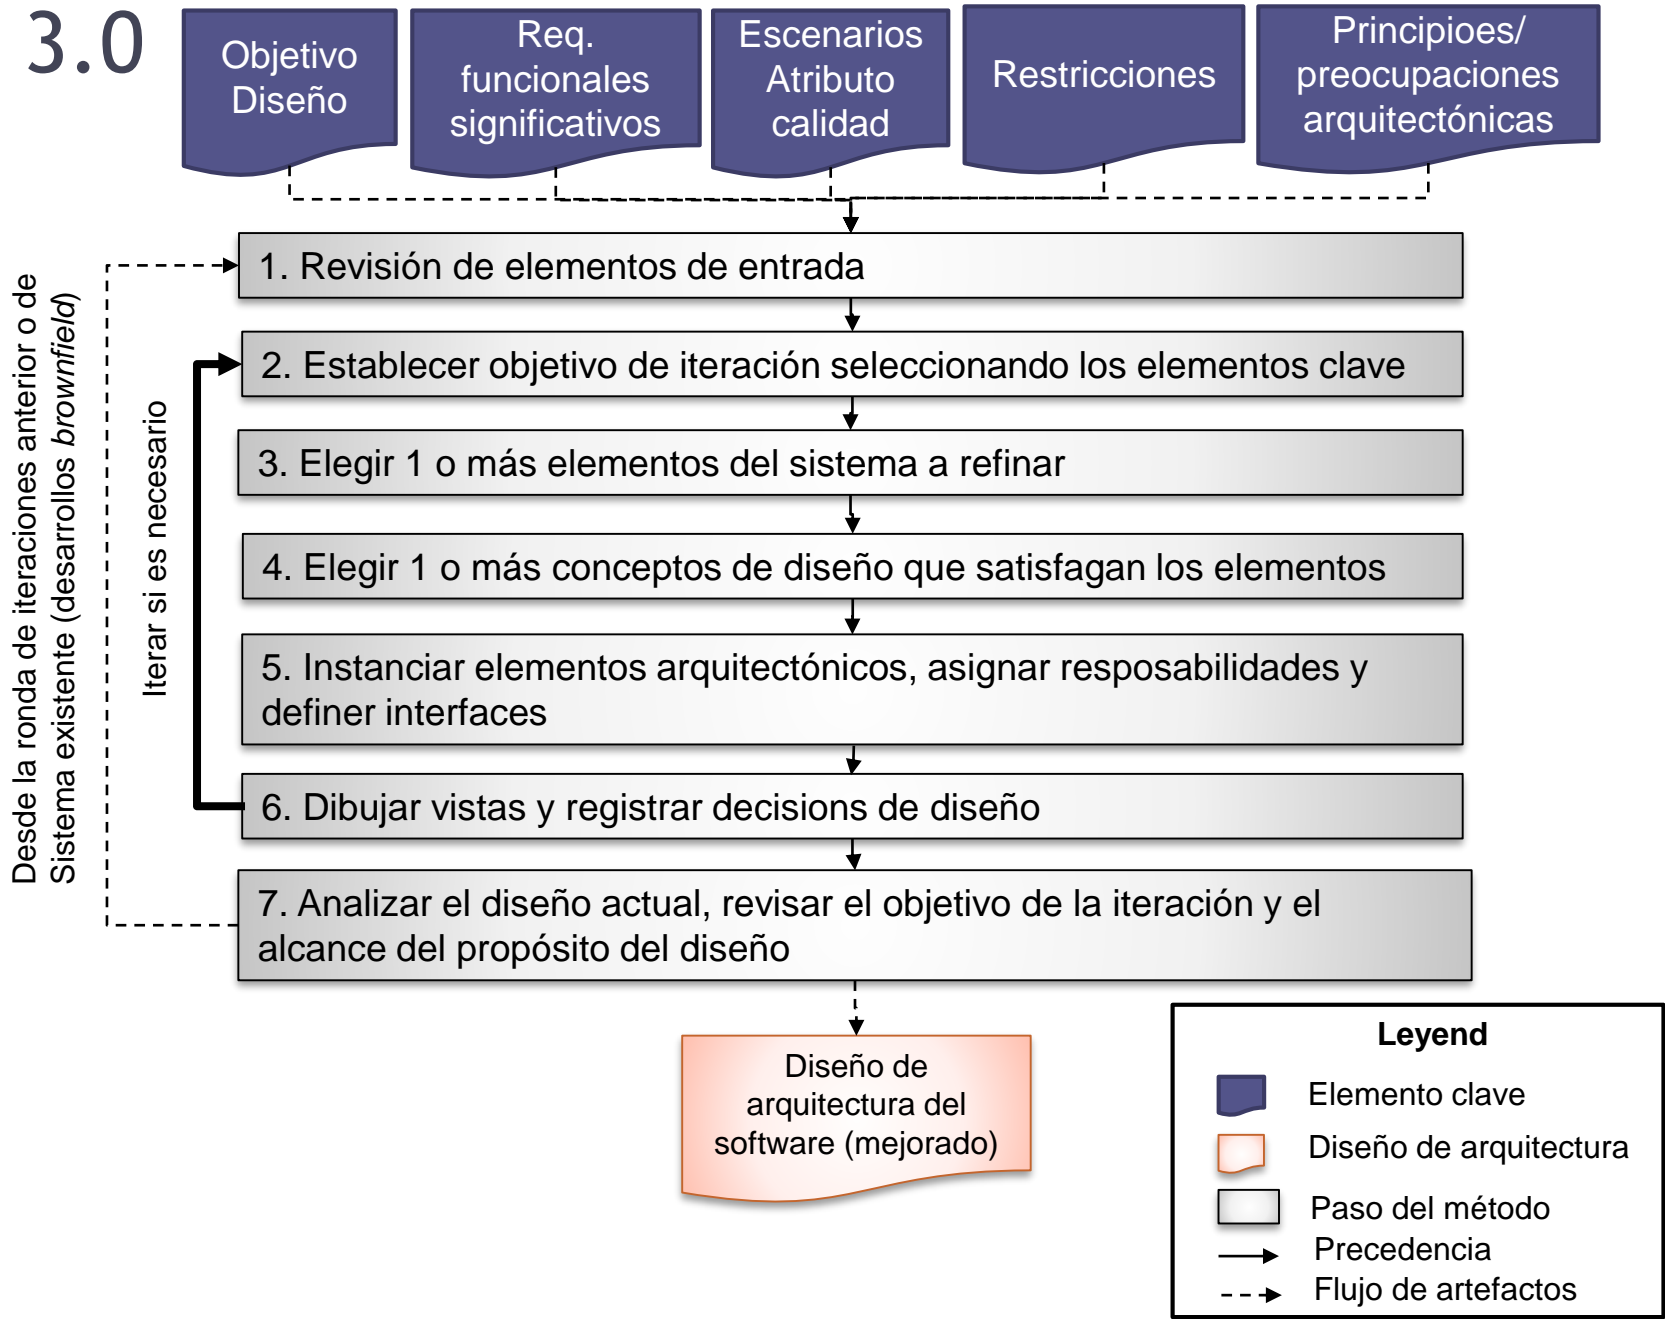 3.0
Objetivo
Diseño
Req.
funcionales
significativos
Escenarios
Atributo
calidad
Restricciones
Principioes/
preocupaciones
arquitectónicas
1. Revisión de elementos de entrada
2. Establecer objetivo de iteración seleccionando los elementos clave
3. Elegir 1 o más elementos del sistema a refinar
4. Elegir 1 o más conceptos de diseño que satisfagan los elementos
5. Instanciar elementos arquitectónicos, asignar resposabilidades y
definer interfaces
6. Dibujar vistas y registrar decisions de diseño
7. Analizar el diseño actual, revisar el objetivo de la iteración y el
alcance del propósito del diseño
Desde la ronda de iteraciones anterior o de
Sistema existente (desarrollos brownfield)
Iterar si es necesario
Diseño de
arquitectura del
software (mejorado)
Leyend
Elemento clave
Diseño de arquitectura
Paso del método
Precedencia
Flujo de artefactos